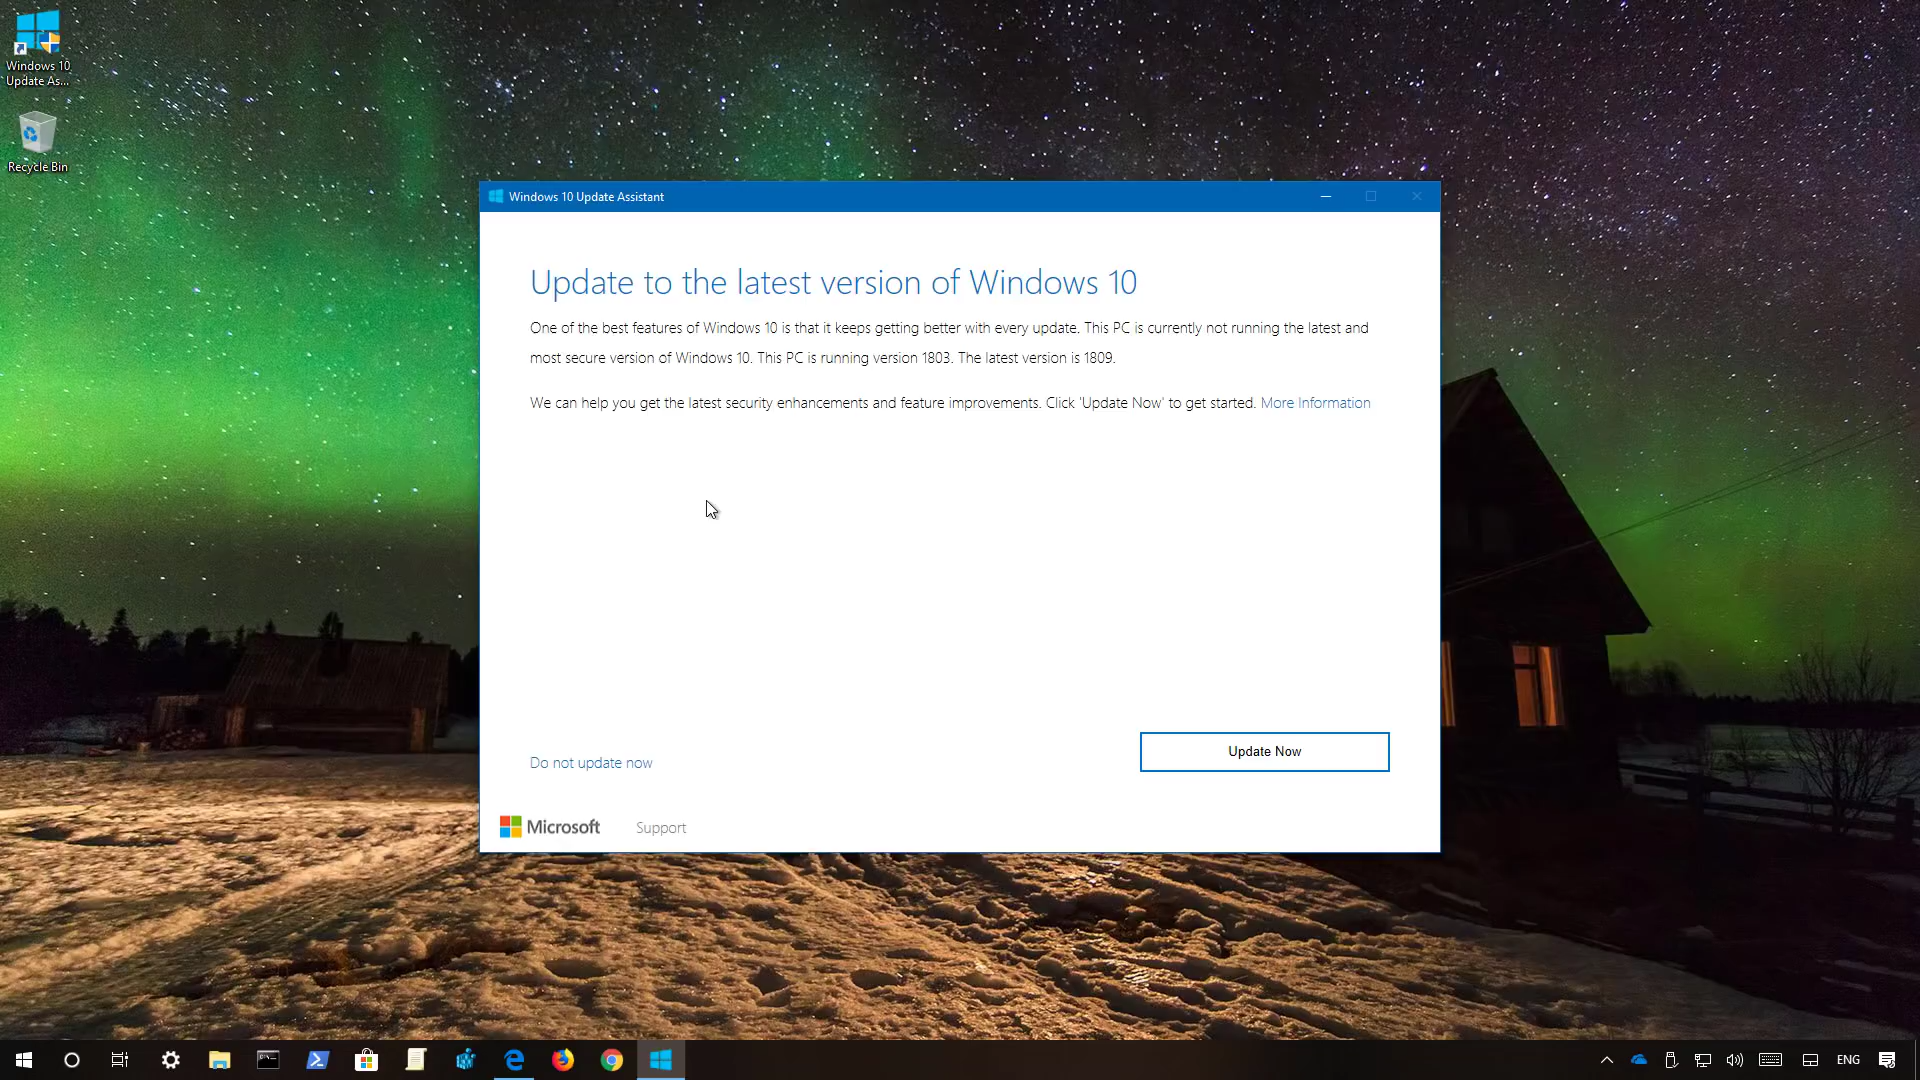 Windows 10
Update As...
Recycle Bin
Windows 10 Update Assistant
Update to the latest version of Windows 10
One of the best features of Windows 10 is that it keeps getting better with every update. This PC is currently not running the latest and
most secure version of Windows 10. This PC is running version 1803. The latest version is 1809.
We can help you get the latest security enhancements and feature improvements. Click 'Update Now' to get started. More Information
Do not update now
Update Now
Microsoft
Support
ENG